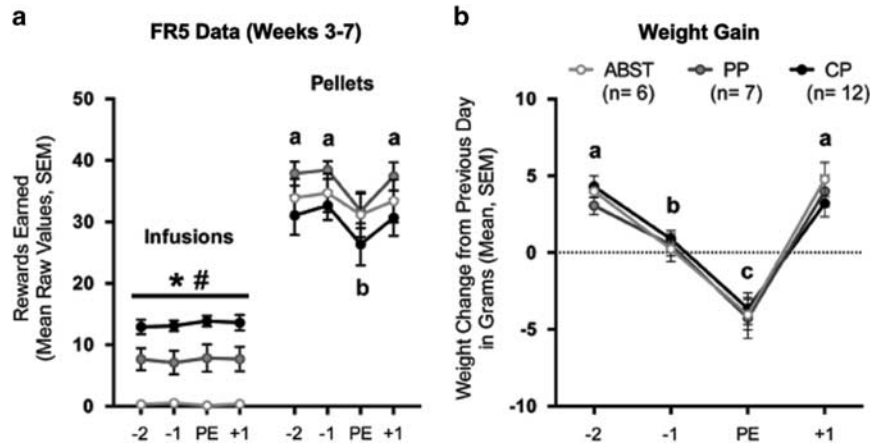 a
FR5 Data (Weeks 3-7)
Rewards Earned
(Mean Raw Values, SEM)
50
40
30
20
10
0
Pellets
a a a
b
Infusions
* #
-2 -1 PE +1 -2 -1 PE +1
b
Weight Gain
ABST PP CP
(n= 6) (n= 7) (n= 12)
Weight Change from Previous Day
in Grams (Mean, SEM)
10
5
0
-5
-10
a
b
c
a
-2 -1 PE +1